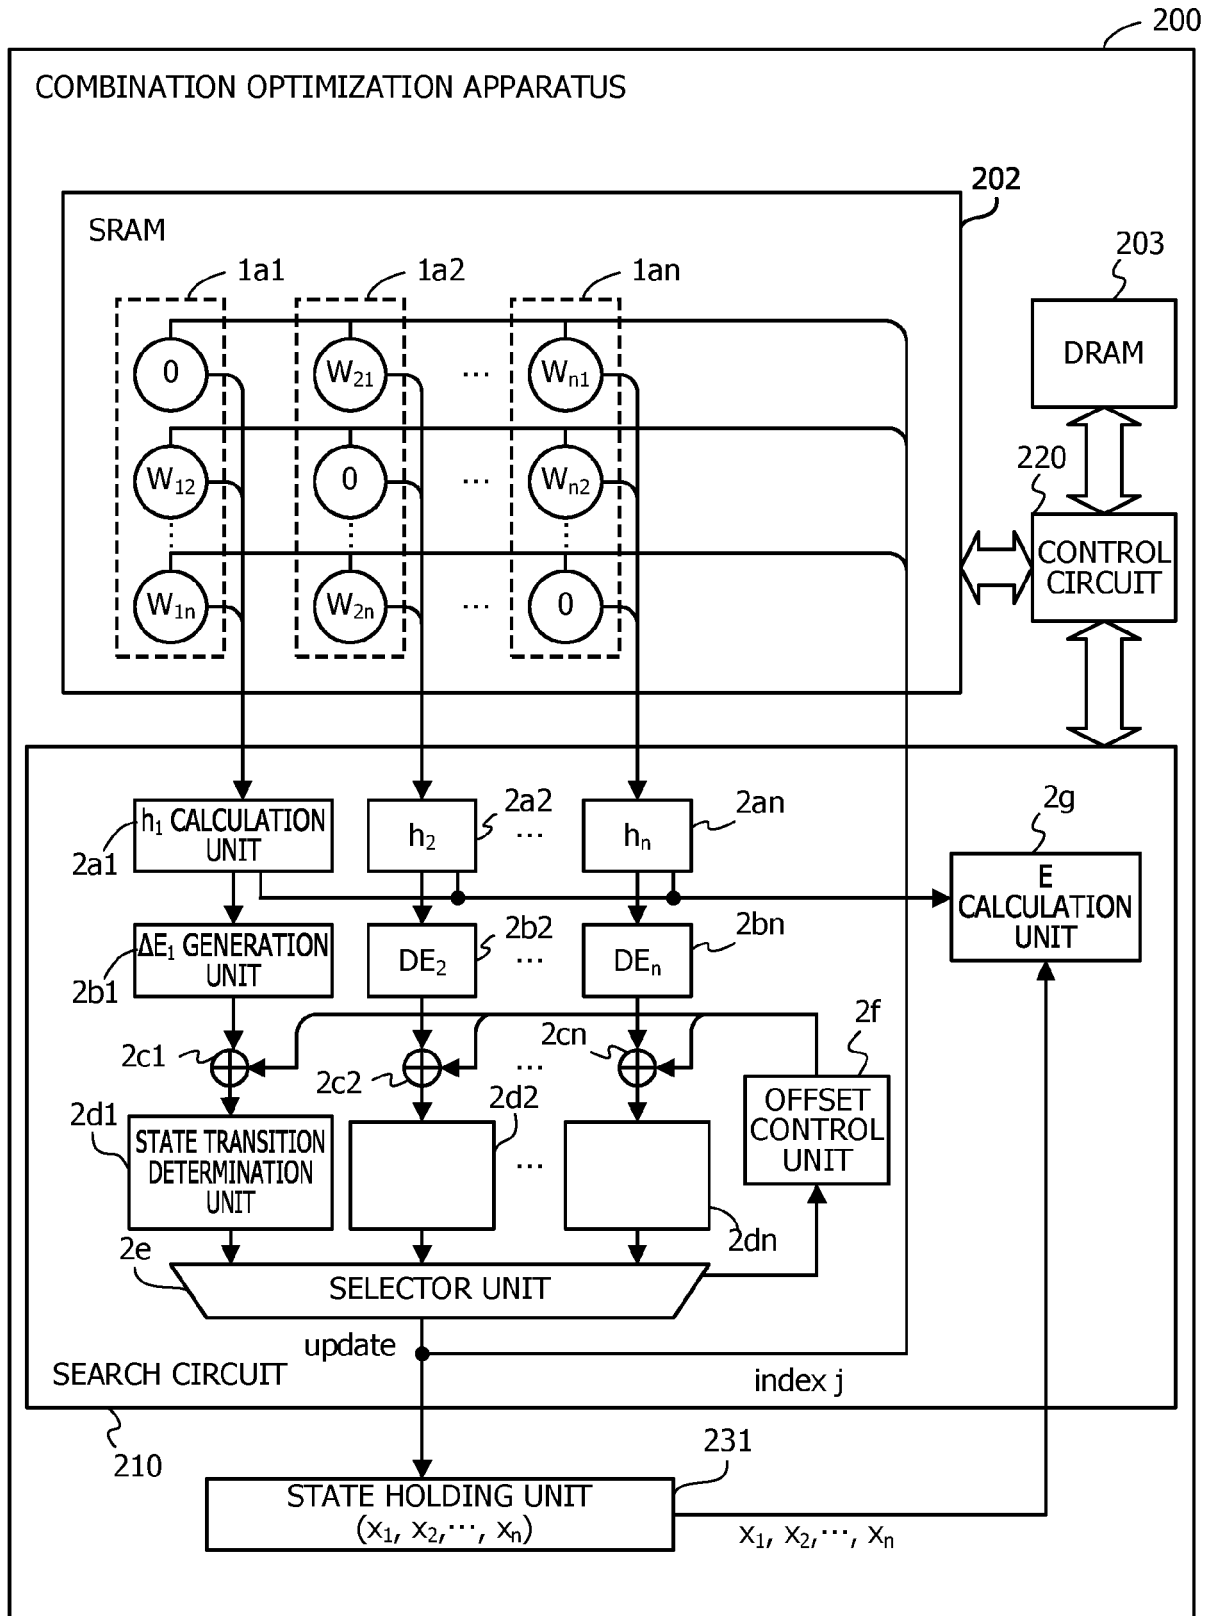 200
COMBINATION OPTIMIZATION APPARATUS
202
SRAM
203
1a1
1a2
1an
DRAM
0
W21
...
Wn1
220
W12
0
...
Wn2
CONTROL
CIRCUIT
W1n
W2n
...
0
h1 CALCULATION
UNIT
2a1
h2
2a2
...
hn
2an
2g
E
CALCULATION
UNIT
ΔE1 GENERATION
UNIT
2b1
DE2
2b2
...
DEn
2bn
2c1
2c2
...
2cn
2f
OFFSET
CONTROL
UNIT
2d1
STATE TRANSITION
DETERMINATION
UNIT
2d2
...
2dn
2e
SELECTOR UNIT
update
SEARCH CIRCUIT
index j
210
231
STATE HOLDING UNIT
(x1, x2,..., xn)
x1, x2,..., xn